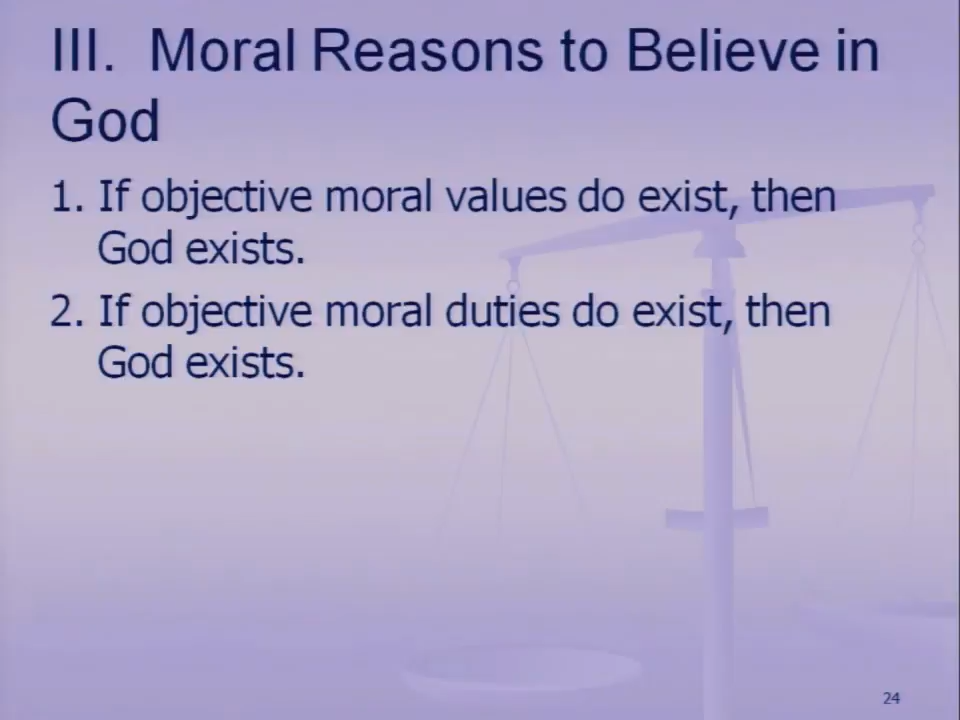 III. Moral Reasons to Believe in
God
1. If objective moral values do exist, then
God exists.
2. If objective moral duties do exist, then
God exists.
24